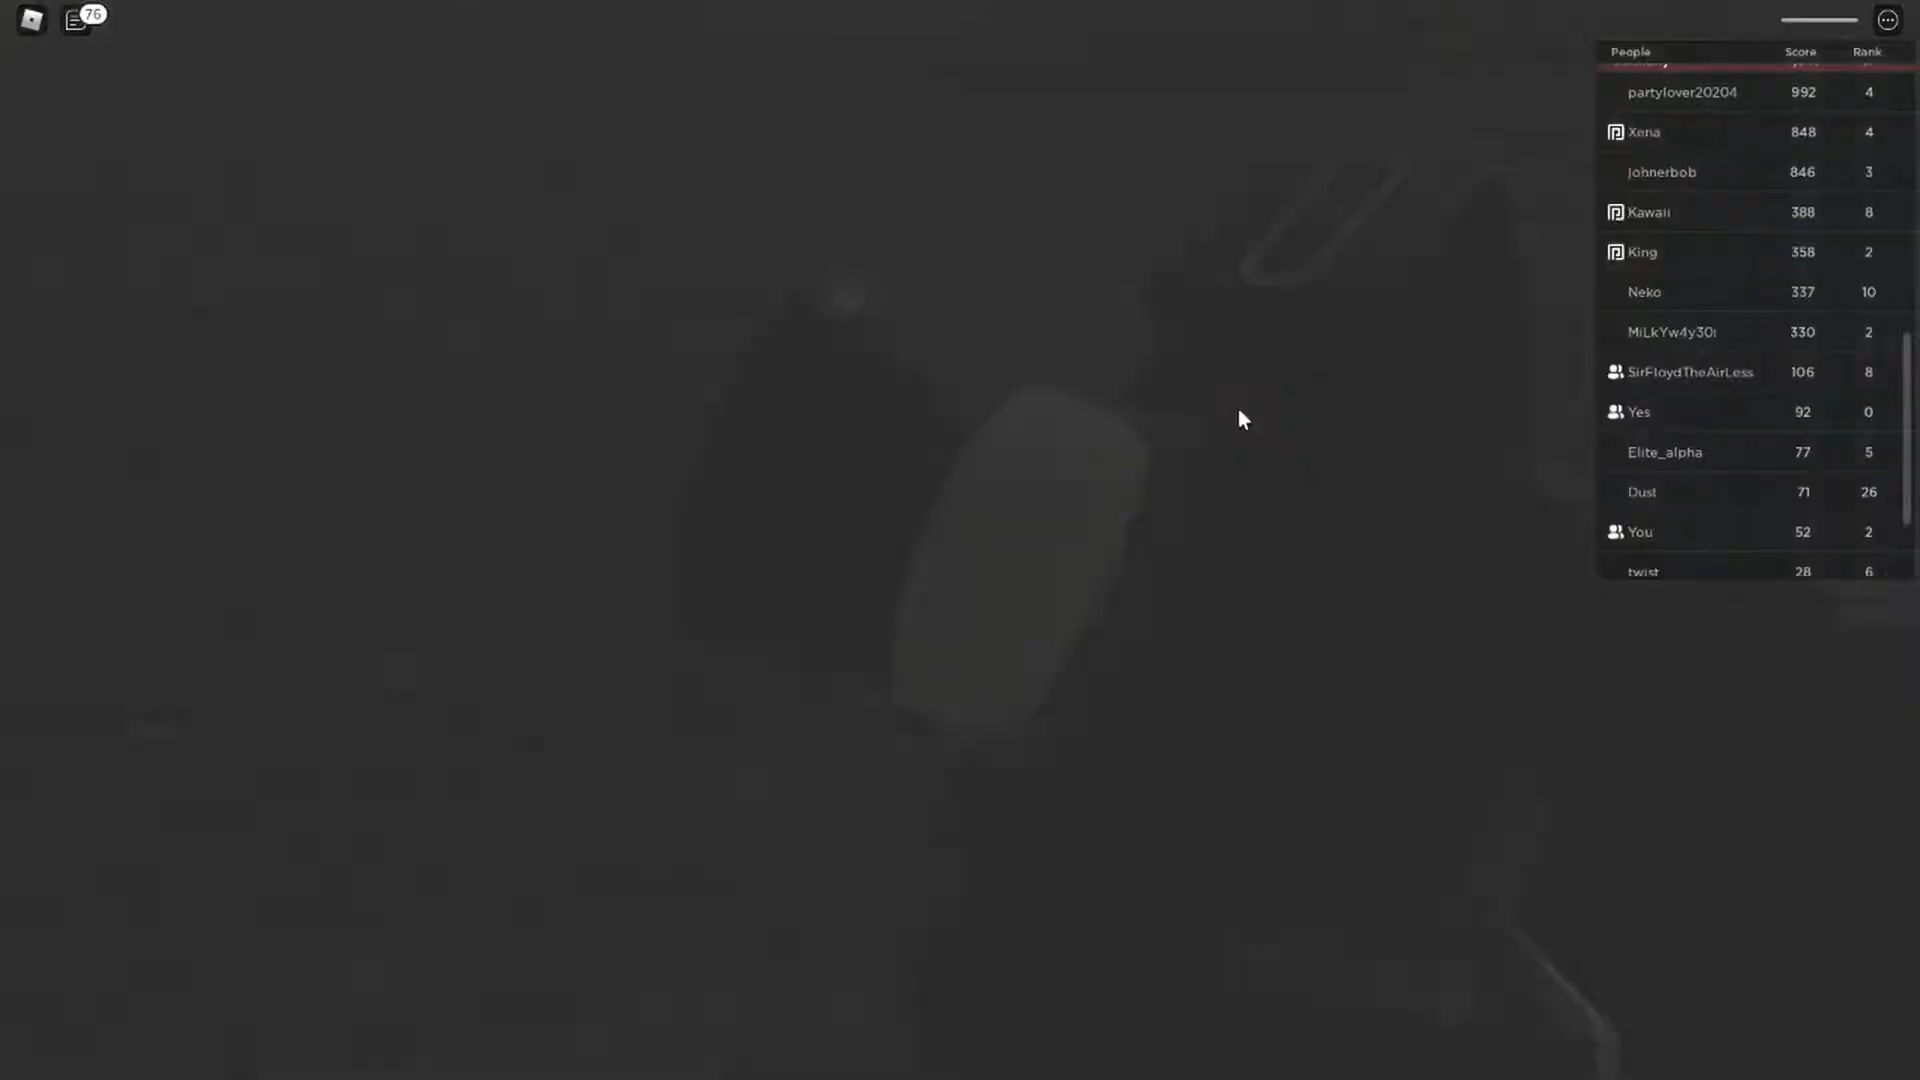 76
People Score Rank
partylover20204 992 4
Xena 848 4
Johnerbob 846 3
Kawaii 388 8
King 358 2
Neko 337 10
MiLkYw4y30i 330 2
SirFloydTheAirLess 106 8
Yes 92 0
Elite_alpha 77 5
Dust 71 26
You 52 2
twist 28 6